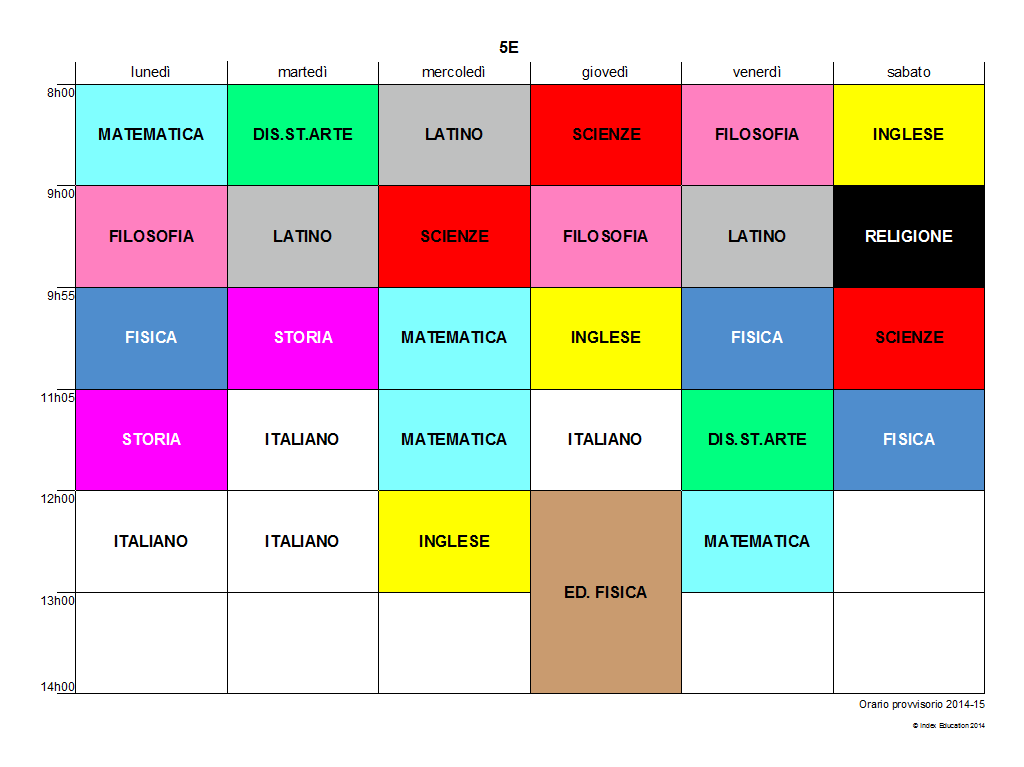 5E
lunedì martedì mercoledì giovedì venerdì sabato
8h00
MATEMATICA DIS.ST.ARTE LATINO SCIENZE FILOSOFIA INGLESE
9h00
FILOSOFIA LATINO SCIENZE FILOSOFIA LATINO RELIGIONE
9h55
FISICA STORIA MATEMATICA INGLESE FISICA SCIENZE
11h05
STORIA ITALIANO MATEMATICA ITALIANO DIS.ST.ARTE FISICA
12h00
ITALIANO ITALIANO INGLESE MATEMATICA
ED. FISICA
13h00
14h00
Orario provvisorio 2014-15
© Index Education 2014